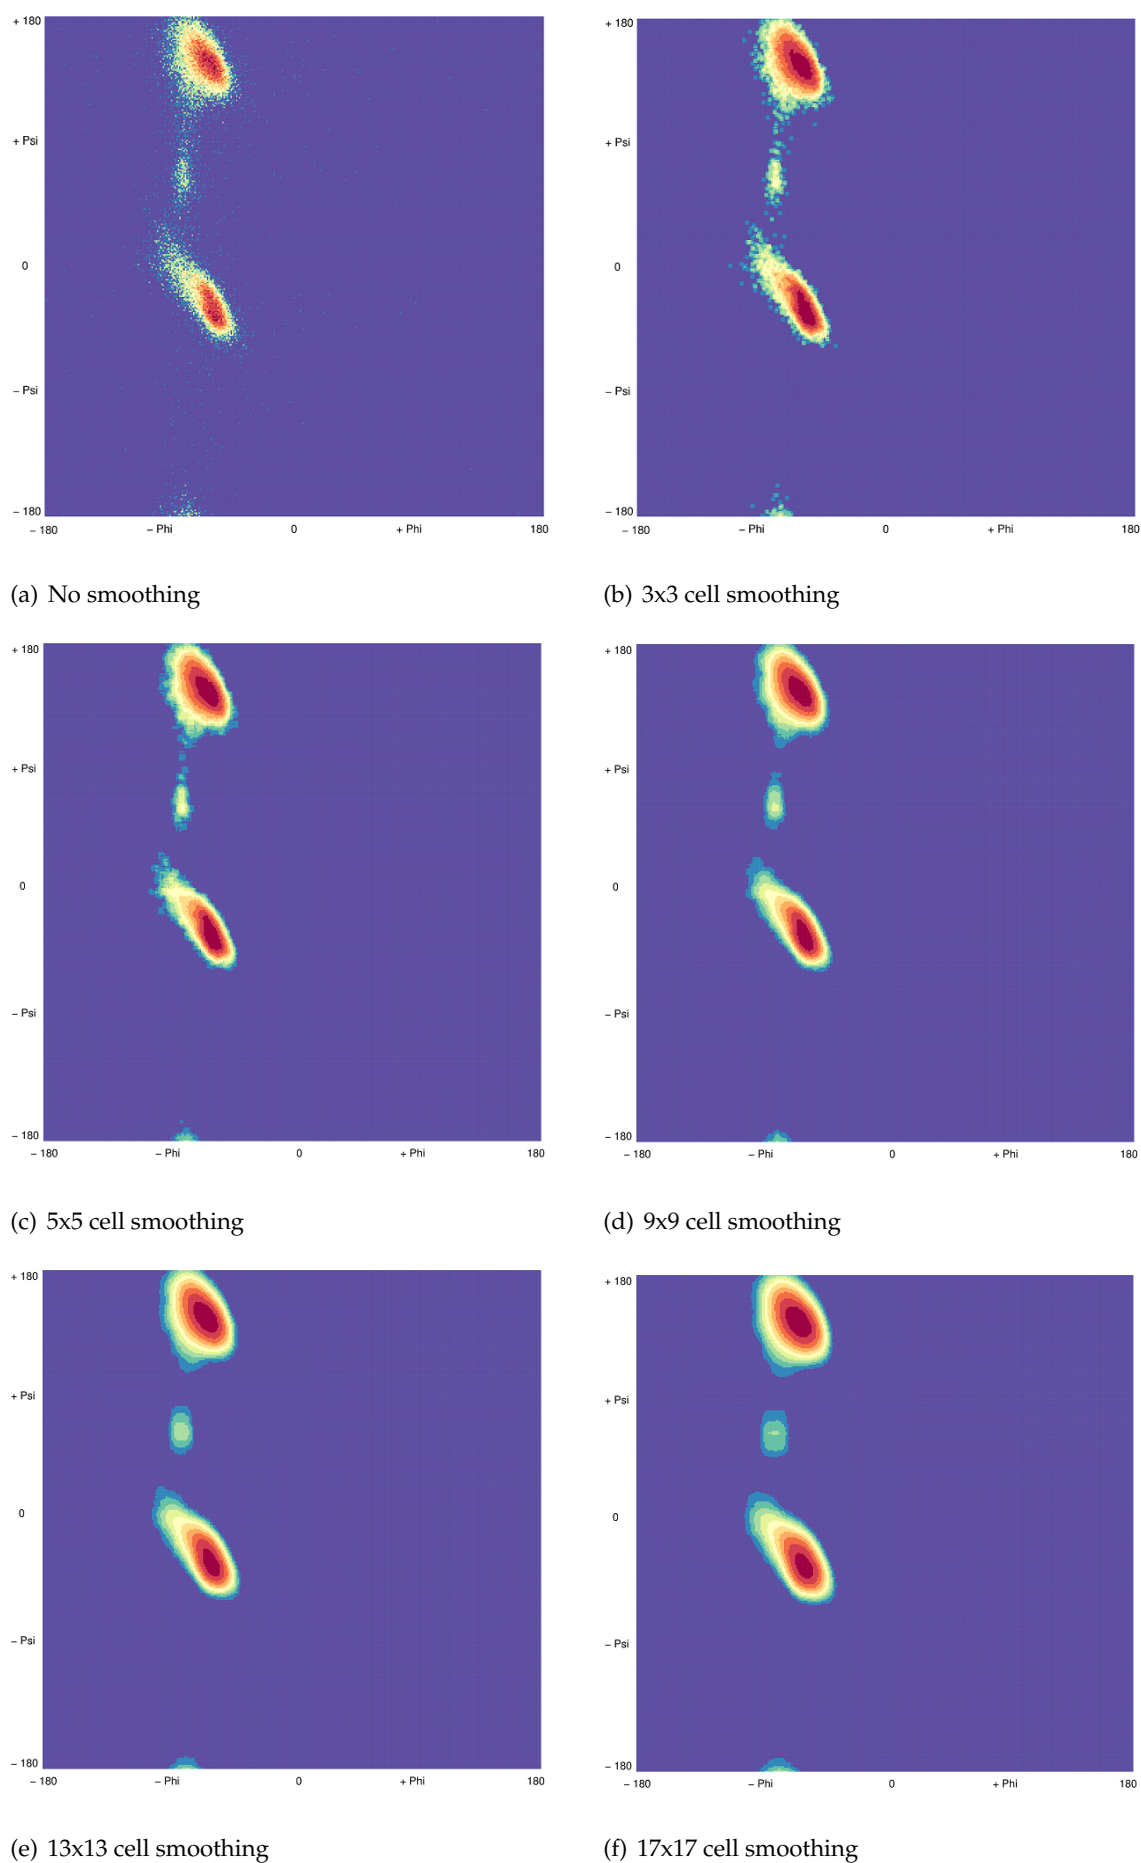 + 180
+ Psi
0
− Psi
− 180
− 180 − Phi 0 + Phi 180
(a) No smoothing
+ 180
+ Psi
0
− Psi
− 180
− 180 − Phi 0 + Phi 180
(b) 3x3 cell smoothing
+ 180
+ Psi
0
− Psi
− 180
− 180 − Phi 0 + Phi 180
(c) 5x5 cell smoothing
+ 180
+ Psi
0
− Psi
− 180
− 180 − Phi 0 + Phi 180
(d) 9x9 cell smoothing
+ 180
+ Psi
0
− Psi
− 180
− 180 − Phi 0 + Phi 180
(e) 13x13 cell smoothing
+ 180
+ Psi
0
− Psi
− 180
− 180 − Phi 0 + Phi 180
(f) 17x17 cell smoothing